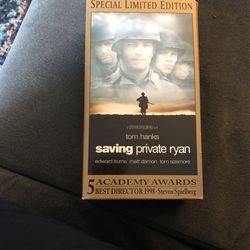 SPECIAL LIMITED EDITION
tom hanks
saving private ryan
edward burns matt damon tom sizemore
5 ACADEMY AWARDS
BEST DIRECTOR 1998-Steven Spielberg